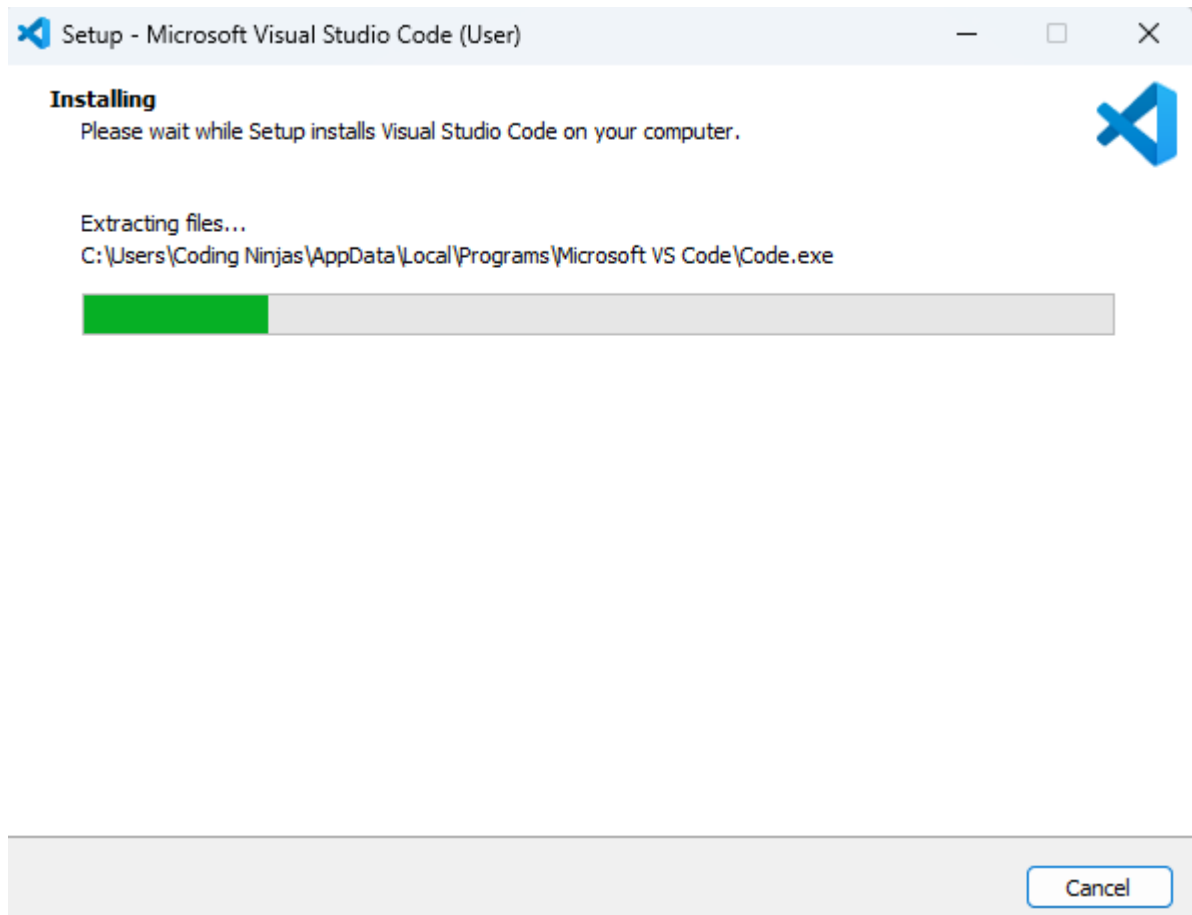 Setup - Microsoft Visual Studio Code (User)
Installing
Please wait while Setup installs Visual Studio Code on your computer.
Extracting files...
C:\Users\Coding Ninjas\AppData\Local\Programs\Microsoft VS Code\Code.exe
Cancel